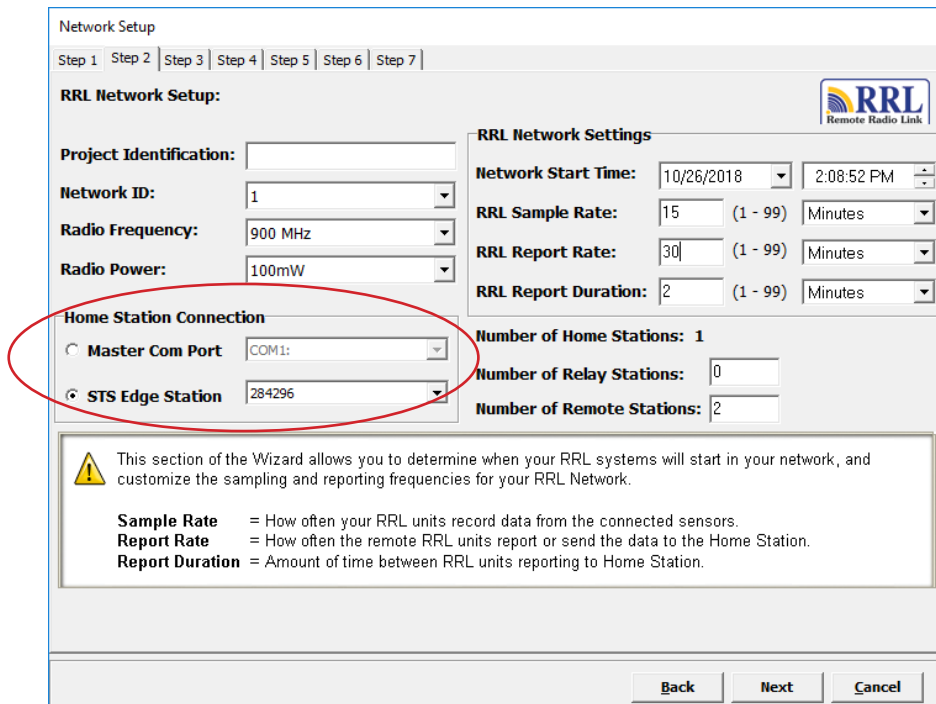 Network Setup
Step 1 Step 2 Step 3 Step 4 Step 5 Step 6 Step 7
RRL Network Setup:
RRL
Remote Radio Link
Project Identification:
Network ID: 1
Radio Frequency: 900 MHz
Radio Power: 100mW
Home Station Connection
Master Com Port COM1:
STS Edge Station 284296
RRL Network Settings
Network Start Time: 10/26/2018 2:08:52 PM
RRL Sample Rate: 15 (1 - 99) Minutes
RRL Report Rate: 30 (1 - 99) Minutes
RRL Report Duration: 2 (1 - 99) Minutes
Number of Home Stations: 1
Number of Relay Stations: 0
Number of Remote Stations: 2
This section of the Wizard allows you to determine when your RRL systems will start in your network, and
customize the sampling and reporting frequencies for your RRL Network.
Sample Rate = How often your RRL units record data from the connected sensors.
Report Rate = How often the remote RRL units report or send the data to the Home Station.
Report Duration = Amount of time between RRL units reporting to Home Station.
Back Next Cancel